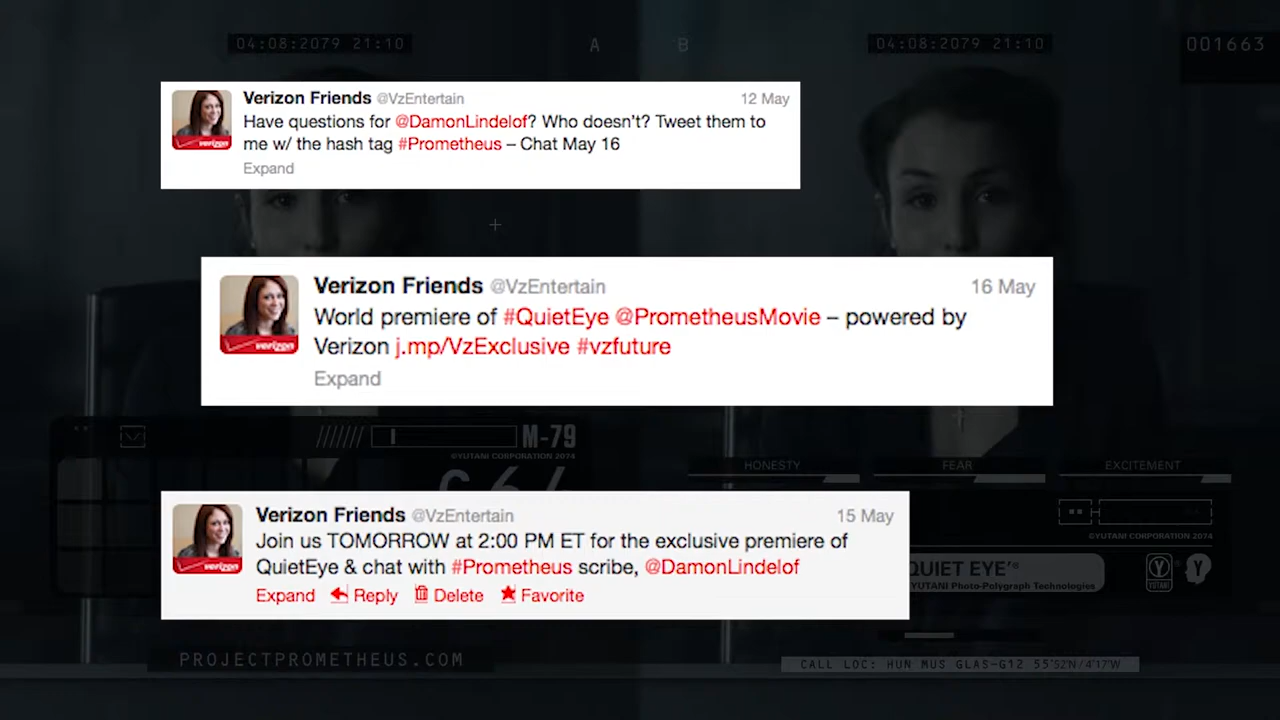 04:08:2079 21:10
A
B
04:08:2079 21:10
001663
Verizon Friends @VzEntertain 12 May
Have questions for @DamonLindelof? Who doesn't? Tweet them to
me w/ the hash tag #Prometheus – Chat May 16
Expand
verizon
Verizon Friends @VzEntertain 16 May
World premiere of #QuietEye @PrometheusMovie – powered by
Verizon j.mp/VzExclusive #vzfuture
Expand
verizon
M-79
©YUTANI CORPORATION 2074
HONESTY
FEAR
EXCITEMENT
Verizon Friends @VzEntertain 15 May
Join us TOMORROW at 2:00 PM ET for the exclusive premiere of
QuietEye & chat with #Prometheus scribe, @DamonLindelof
Expand Reply Delete Favorite
verizon
©YUTANI CORPORATION 2074
QUIET EYE'®
YUTANI Photo-Polygraph Technologies
YUTANI
PROJECTPROMETHEUS.COM
CALL LOC: HUN MUS GLAS-G12 55°52'N/4°17'W